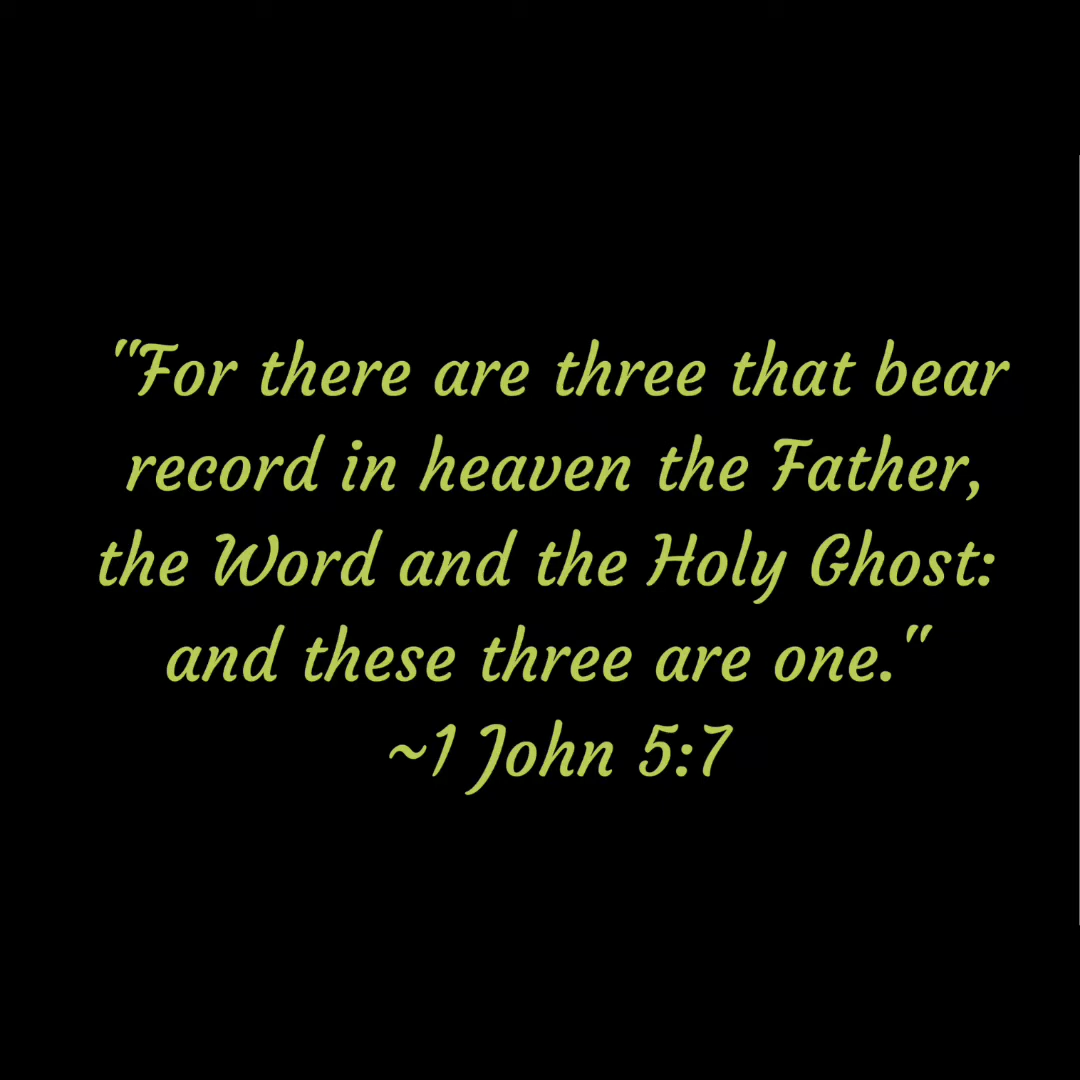 "For there are three that bear
record in heaven the Father,
the Word and the Holy Ghost:
and these three are one."
~1 John 5:7